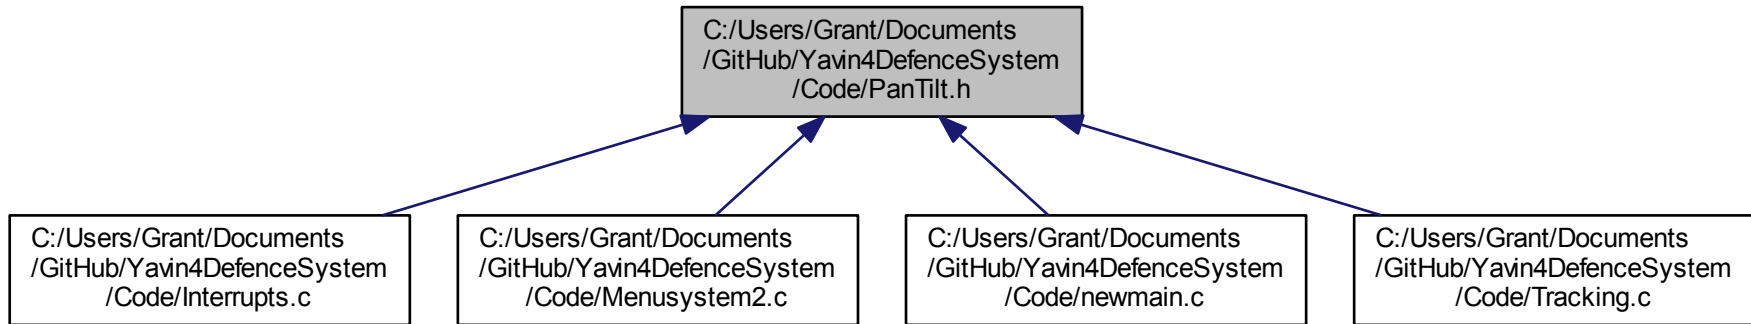 C:/Users/Grant/Documents
/GitHub/Yavin4DefenceSystem
/Code/PanTilt.h
C:/Users/Grant/Documents
/GitHub/Yavin4DefenceSystem
/Code/Interrupts.c
C:/Users/Grant/Documents
/GitHub/Yavin4DefenceSystem
/Code/Menusystem2.c
C:/Users/Grant/Documents
/GitHub/Yavin4DefenceSystem
/Code/newmain.c
C:/Users/Grant/Documents
/GitHub/Yavin4DefenceSystem
/Code/Tracking.c